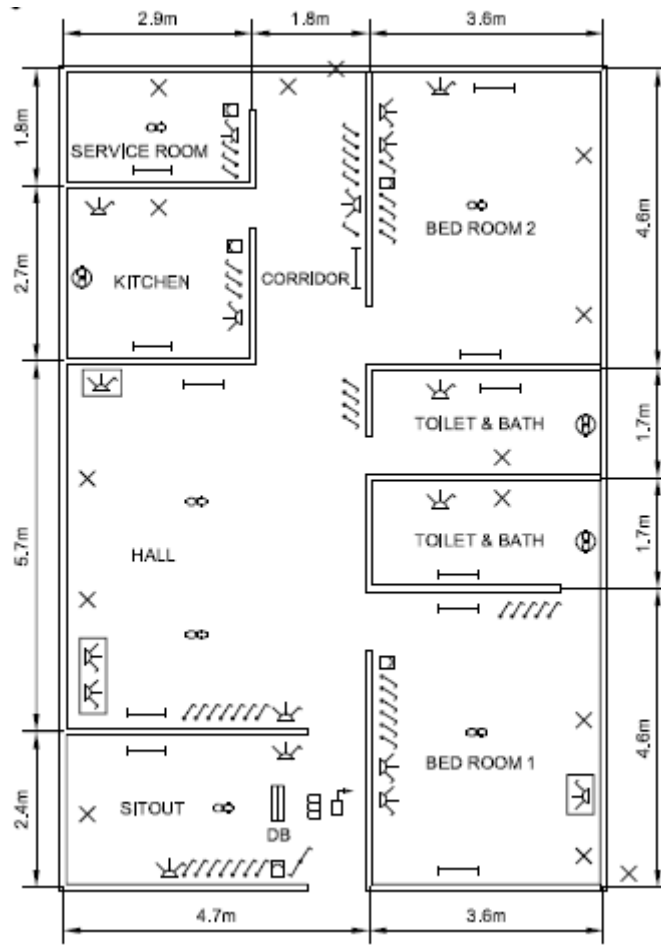 2.9m
1.8m
3.6m
1.8m
SERVICE ROOM
4.6m
BED ROOM 2
2.7m
KITCHEN
CORRIDOR
TOILET & BATH
1.7m
5.7m
HALL
TOILET & BATH
1.7m
4.6m
BED ROOM 1
2.4m
SITOUT
DB
4.7m
3.6m